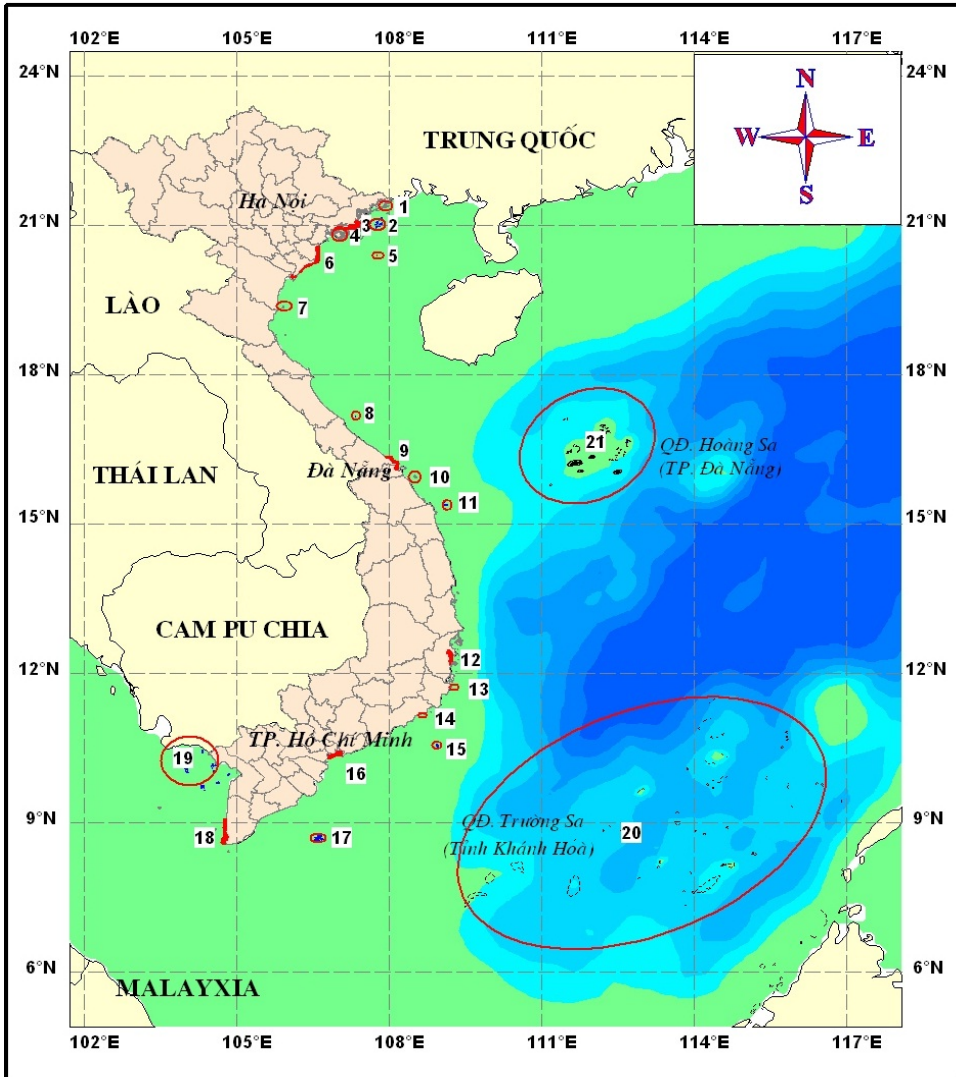 102°E 105°E 108°E 111°E 114°E 117°E
24°N 24°N
N
TRUNG QUỐC
W E
Hà Nội
S
1
21°N 3 2 21°N
4
6 5
LÀO
7
18°N 18°N
8
21 QĐ. Hoàng Sa
9
(TP. Đà Nẵng)
THÁI LAN
Đà Nẵng 10
11
15°N 15°N
CAM PU CHIA
12
12°N 12°N
13
14
TP. Hồ Chí Minh
15
19
16
9°N QĐ. Trường Sa 9°N
18 17 20
(Tỉnh Khánh Hoà)
6°N 6°N
MALAYXIA
102°E 105°E 108°E 111°E 114°E 117°E